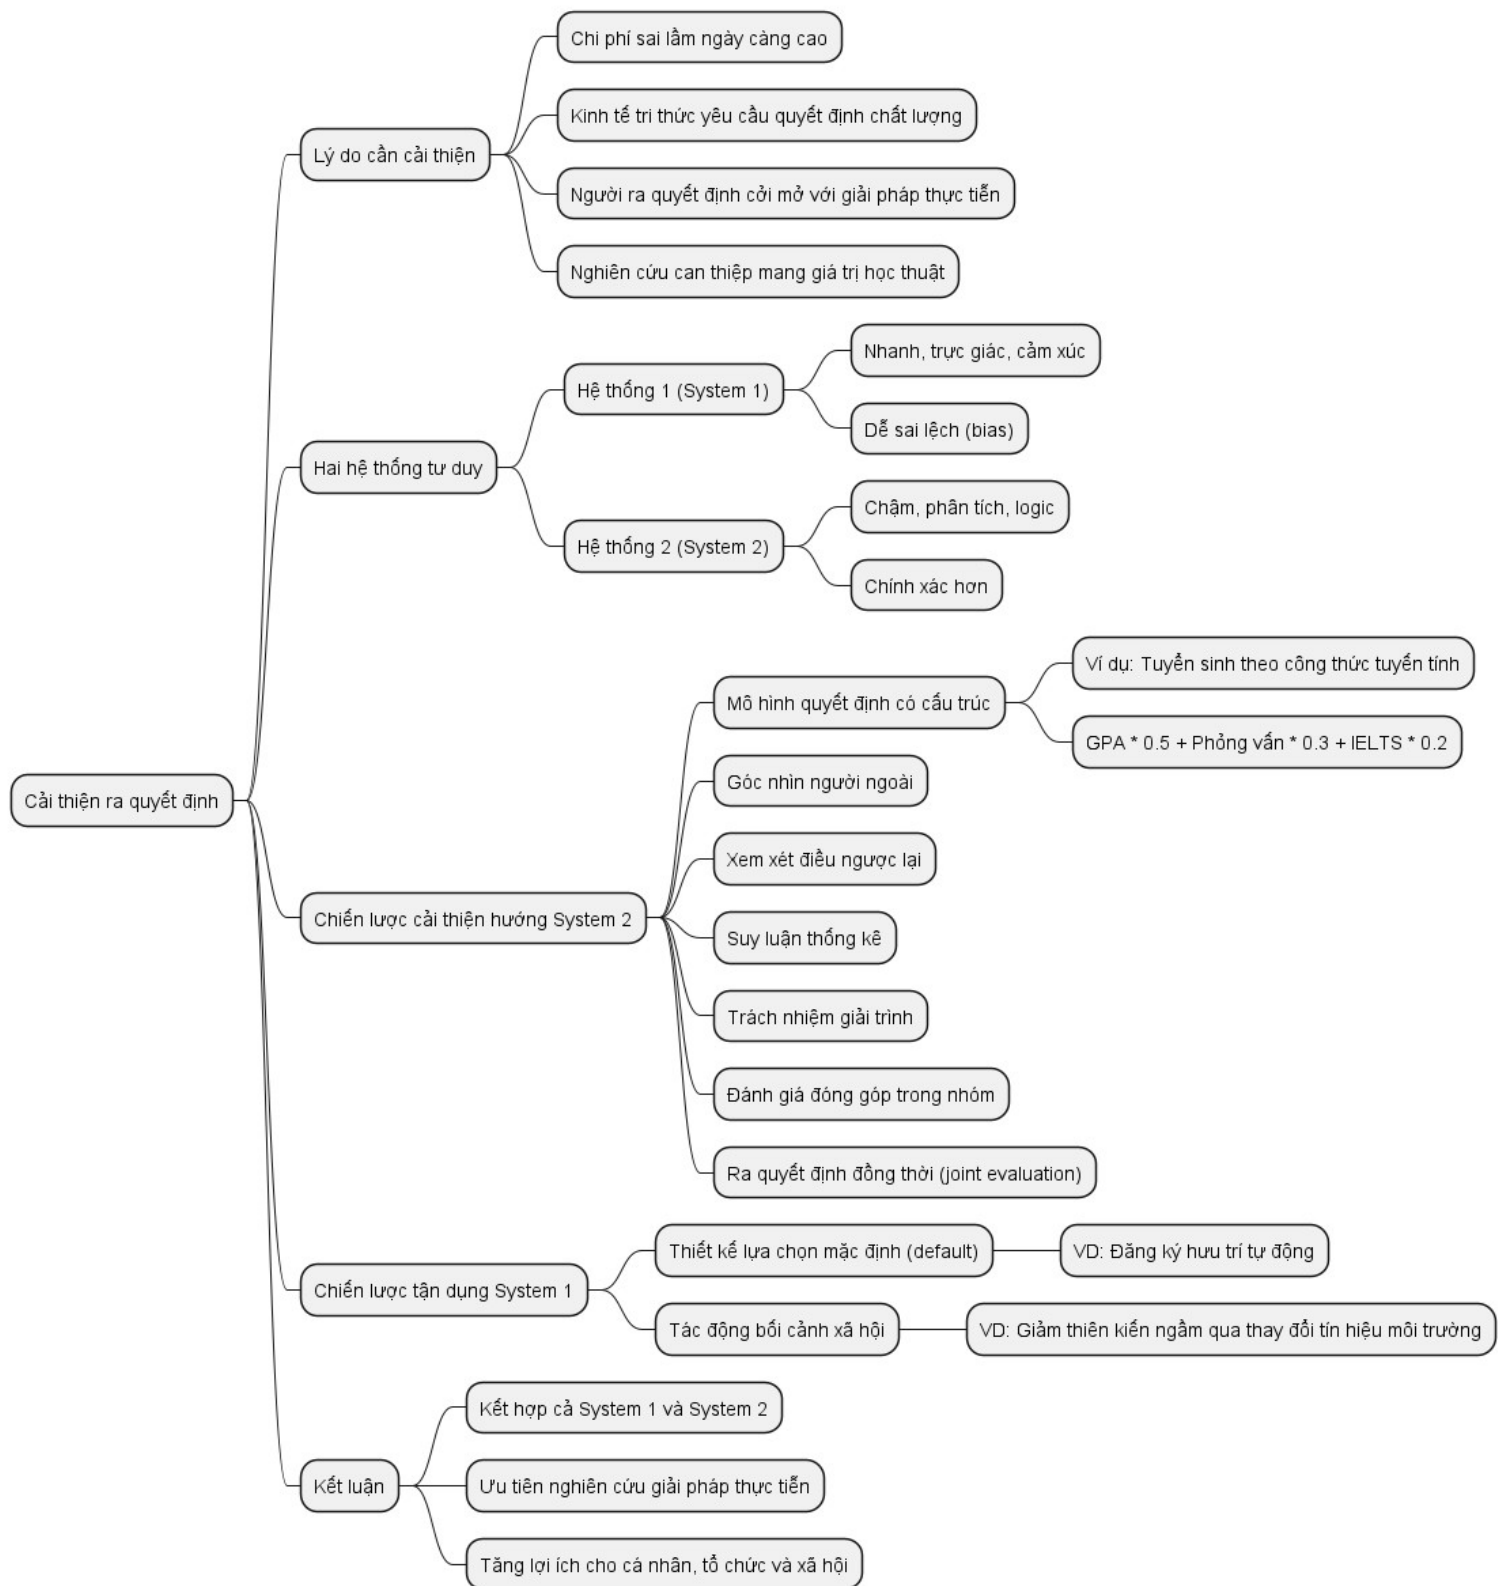 Cải thiện ra quyết định
Lý do cần cải thiện
Chi phí sai lầm ngày càng cao
Kinh tế tri thức yêu cầu quyết định chất lượng
Người ra quyết định cởi mở với giải pháp thực tiễn
Nghiên cứu can thiệp mang giá trị học thuật
Hai hệ thống tư duy
Hệ thống 1 (System 1)
Nhanh, trực giác, cảm xúc
Dễ sai lệch (bias)
Hệ thống 2 (System 2)
Chậm, phân tích, logic
Chính xác hơn
Chiến lược cải thiện hướng System 2
Mô hình quyết định có cấu trúc
Ví dụ: Tuyển sinh theo công thức tuyến tính
GPA * 0.5 + Phỏng vấn * 0.3 + IELTS * 0.2
Góc nhìn người ngoài
Xem xét điều ngược lại
Suy luận thống kê
Trách nhiệm giải trình
Đánh giá đóng góp trong nhóm
Ra quyết định đồng thời (joint evaluation)
Chiến lược tận dụng System 1
Thiết kế lựa chọn mặc định (default)
VD: Đăng ký hưu trí tự động
Tác động bối cảnh xã hội
VD: Giảm thiên kiến ngầm qua thay đổi tín hiệu môi trường
Kết luận
Kết hợp cả System 1 và System 2
Ưu tiên nghiên cứu giải pháp thực tiễn
Tăng lợi ích cho cá nhân, tổ chức và xã hội